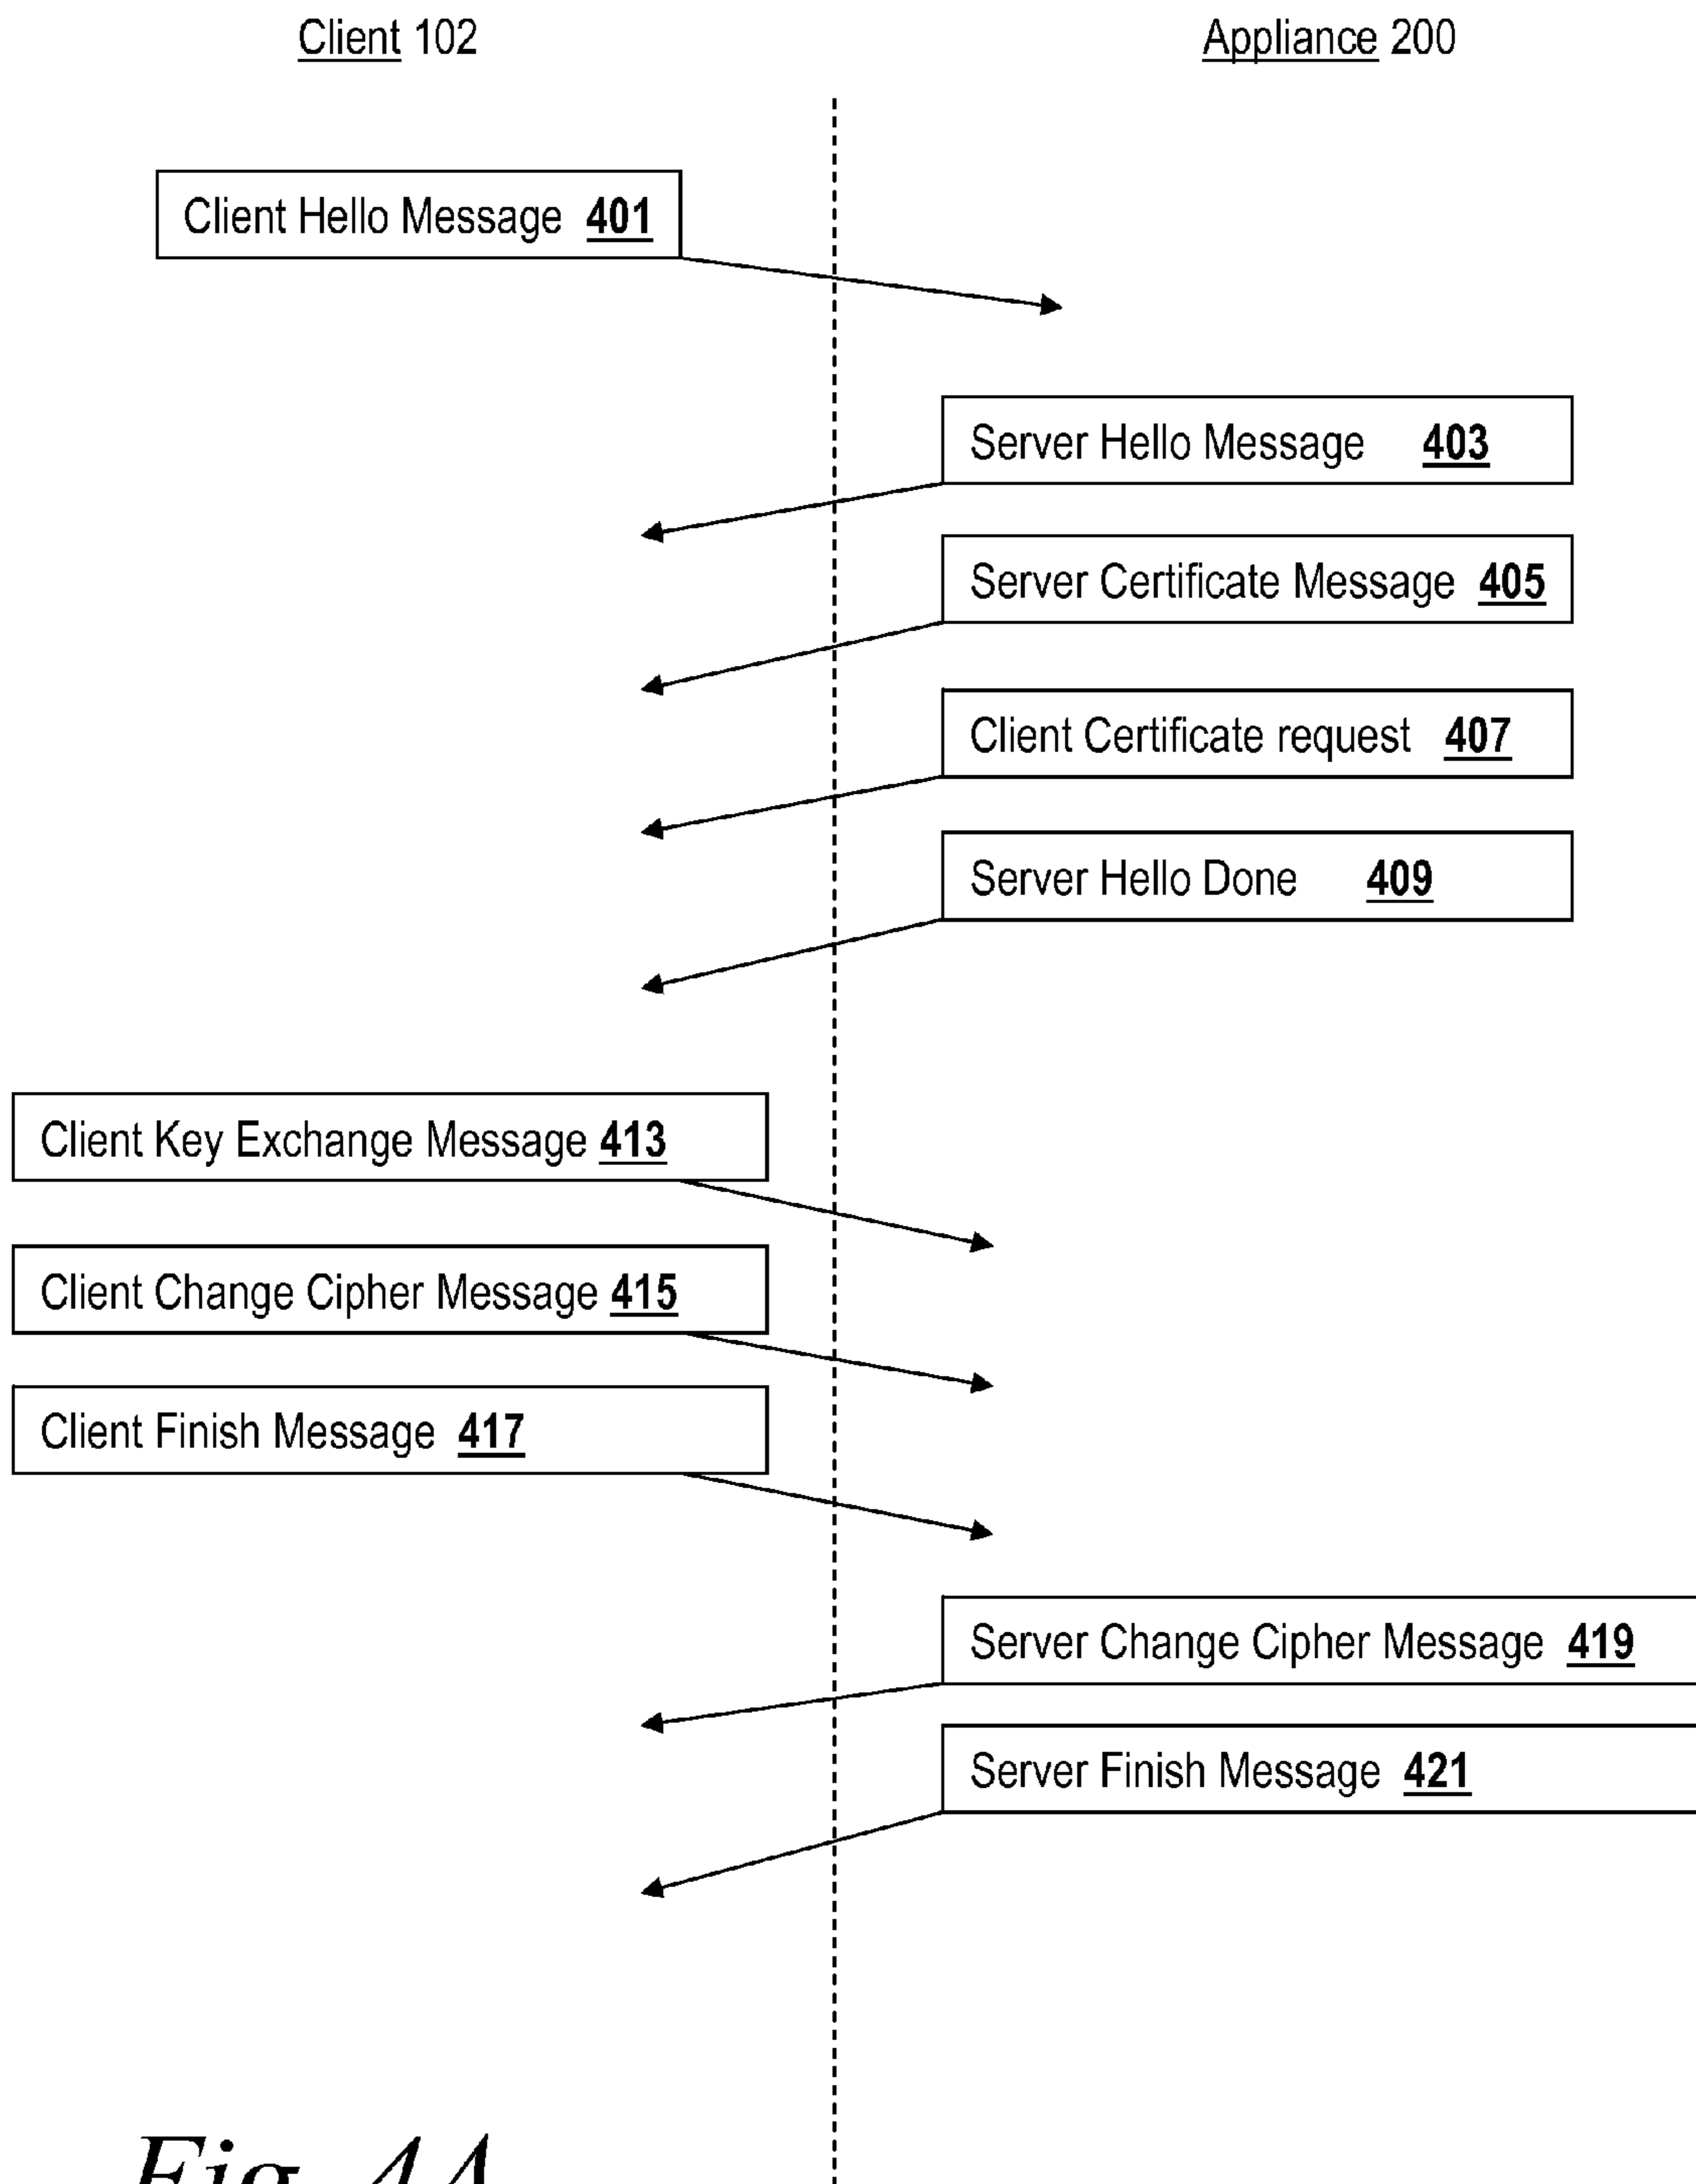 Client 102
Appliance 200
Client Hello Message 401
Server Hello Message 403
Server Certificate Message 405
Client Certificate request 407
Server Hello Done 409
Client Key Exchange Message 413
Client Change Cipher Message 415
Client Finish Message 417
Server Change Cipher Message 419
Server Finish Message 421
Fig. 4A